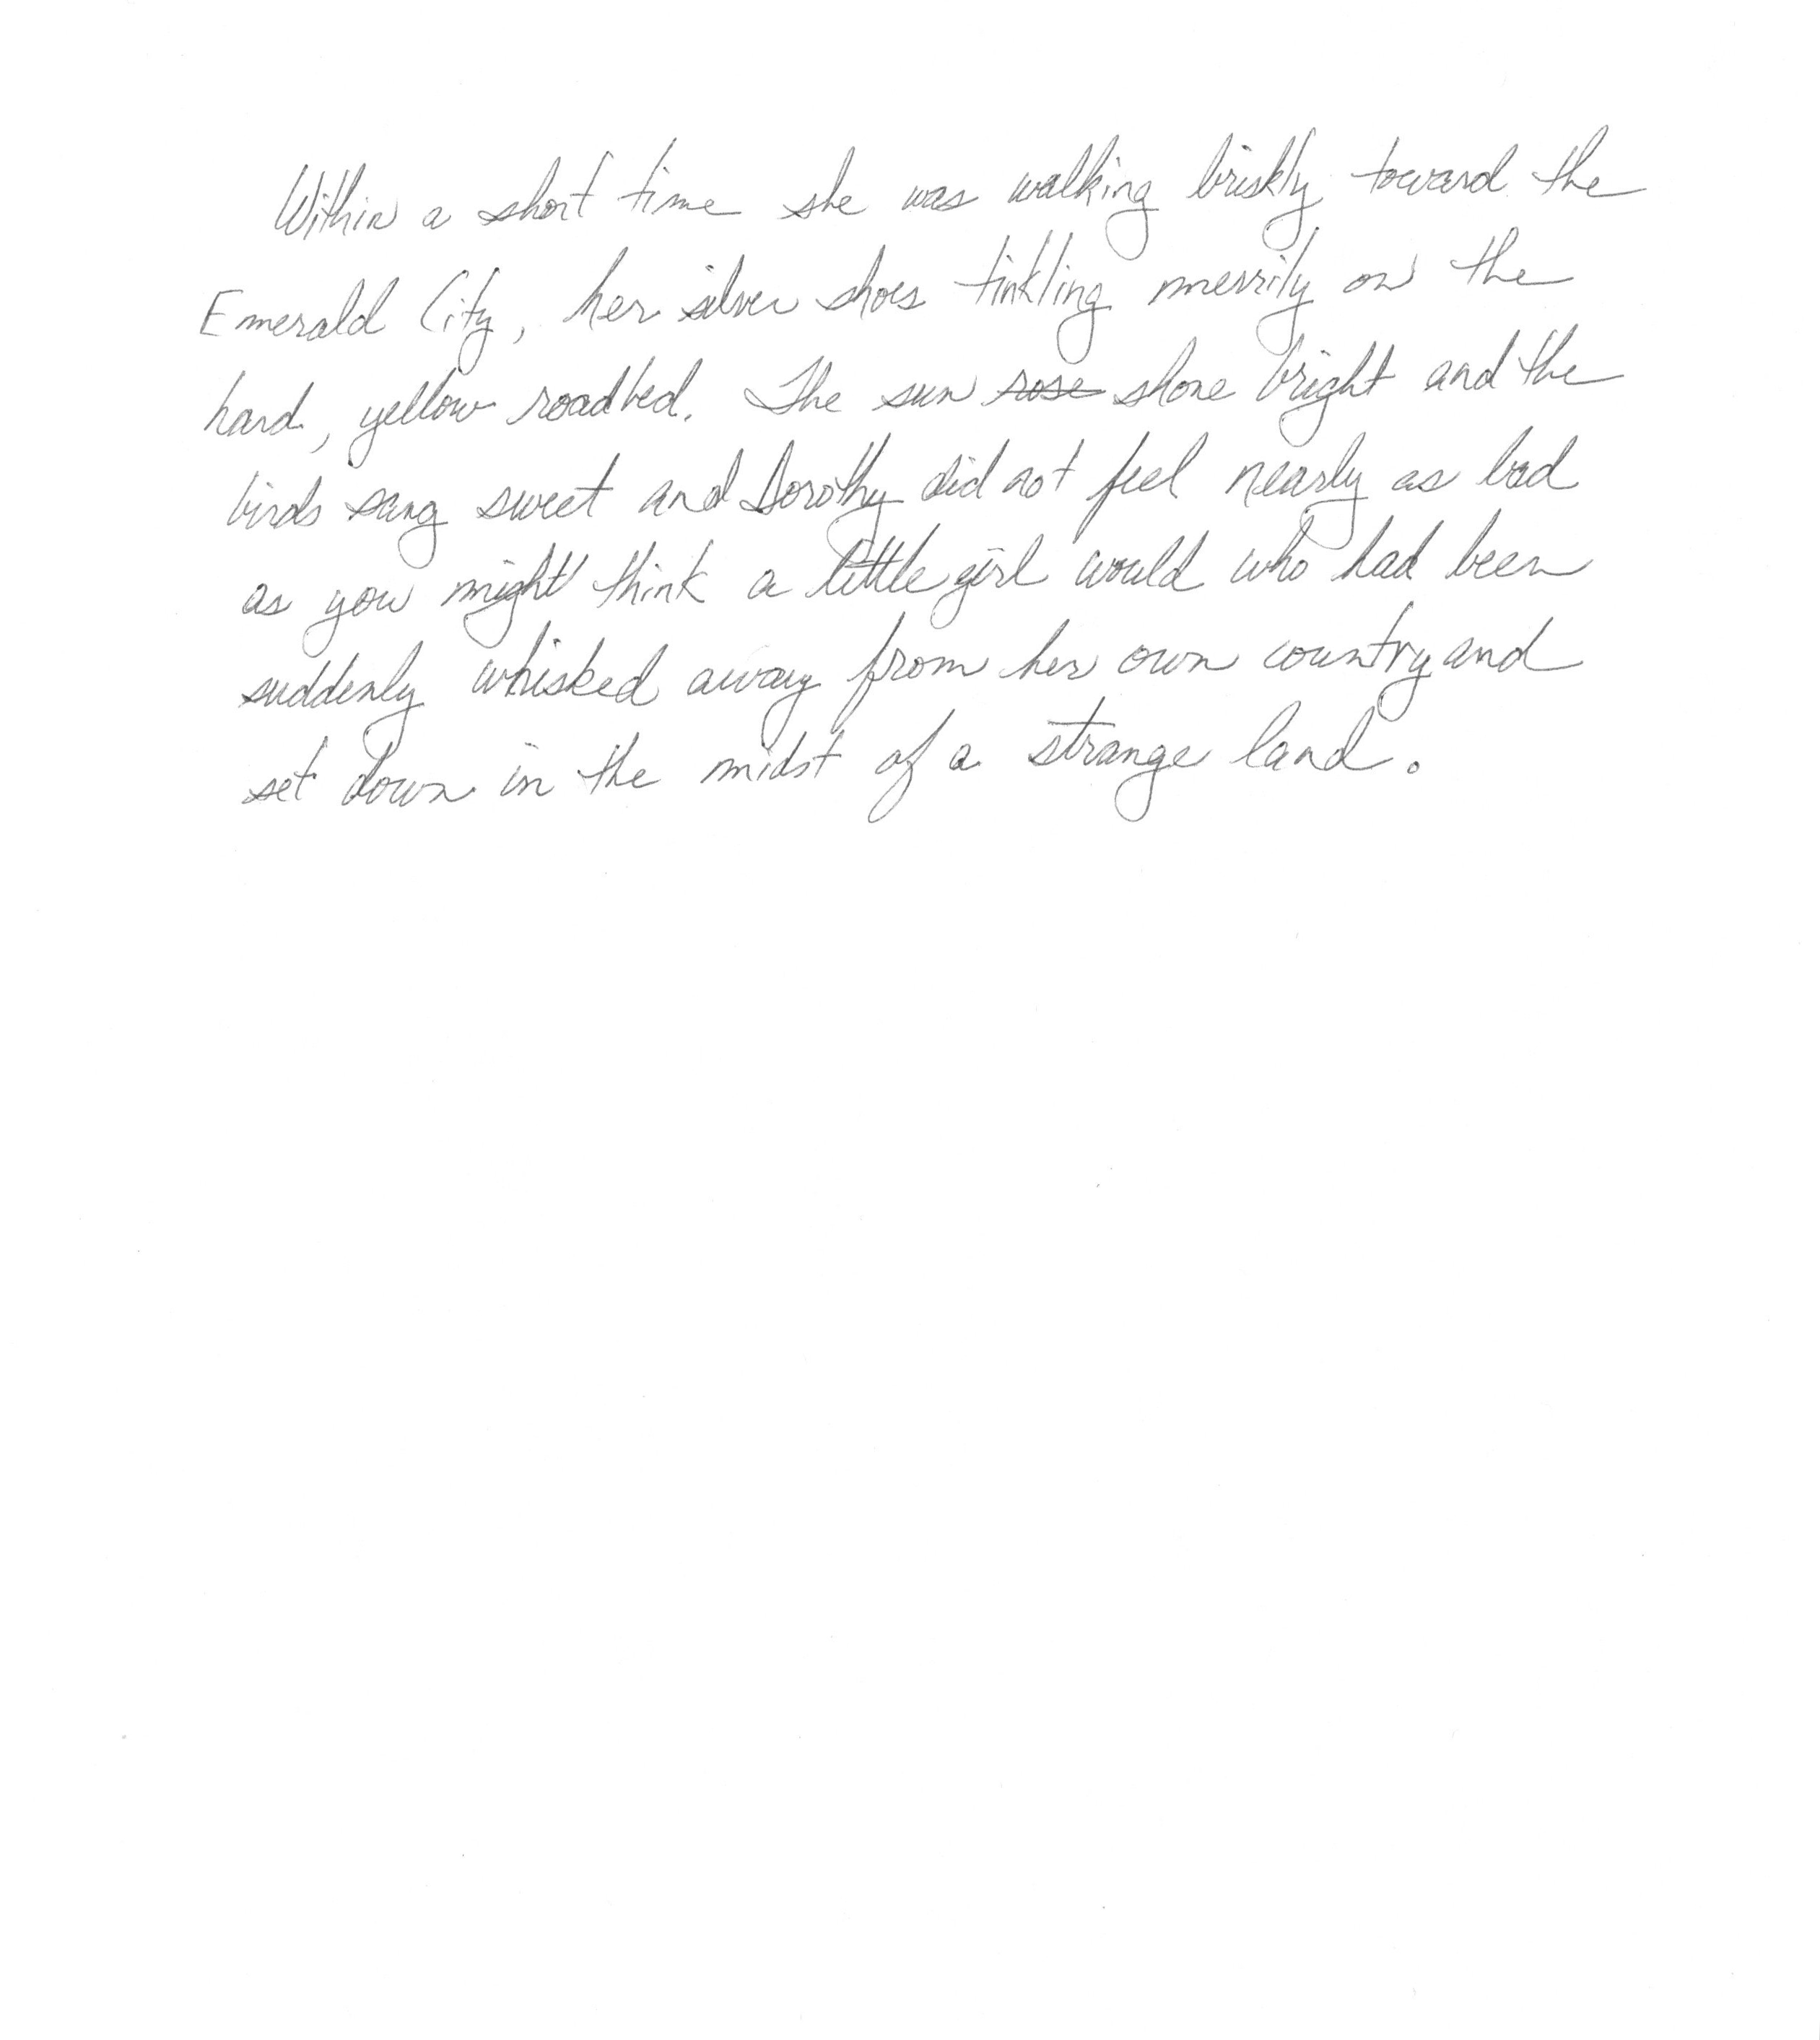 Within a short time she was walking briskly toward the
Emerald City, her silver shoes tinkling merrily on the
hard, yellow roadbed. The sun rose shone bright and the
birds sang sweet and Dorothy did not feel nearly as bad
as you might think a little girl would who had been
suddenly whisked away from her own country and
set down in the midst of a strange land.